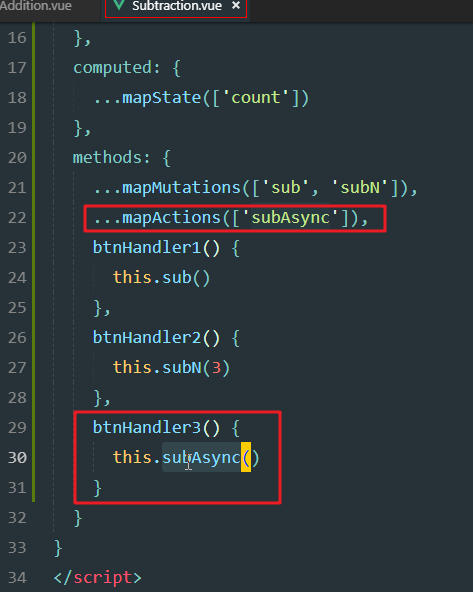 Addition.vue Subtraction.vue ×
16 },
17 computed: {
18 ...mapState(['count'])
19 },
20 methods: {
21 ...mapMutations(['sub', 'subN']),
22 ...mapActions(['subAsync']),
23 btnHandler1() {
24 this.sub()
25 },
26 btnHandler2() {
27 this.subN(3)
28 },
29 btnHandler3() {
30 this.subAsync()
31 }
32 }
33 }
34 </script>